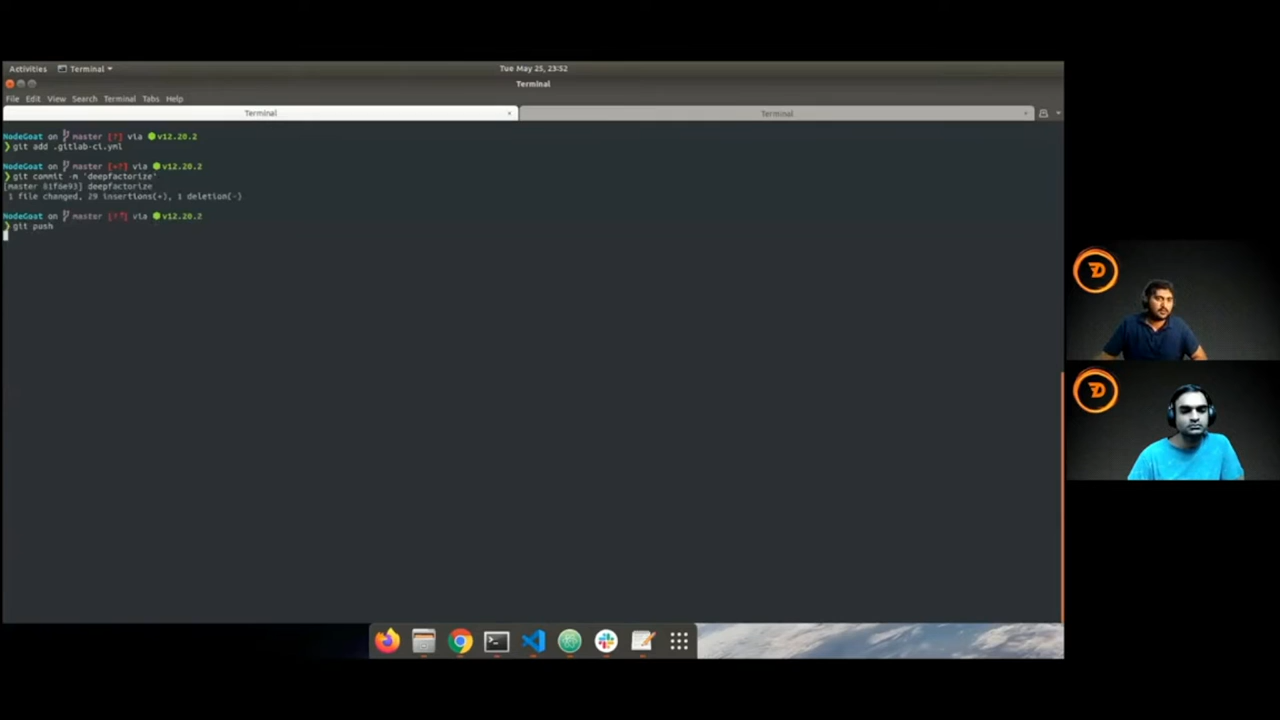 Activities Terminal Tue May 25, 23:52
Terminal
File Edit View Search Terminal Tabs Help
Terminal Terminal
NodeGoat on master [?] via v12.20.2
❯ git add .gitlab-ci.yml
NodeGoat on master [+?] via v12.20.2
❯ git commit -m 'deepfactorize'
[master 81f6e93] deepfactorize
1 file changed, 29 insertions(+), 1 deletion(-)
NodeGoat on master [?⇡] via v12.20.2
❯ git push